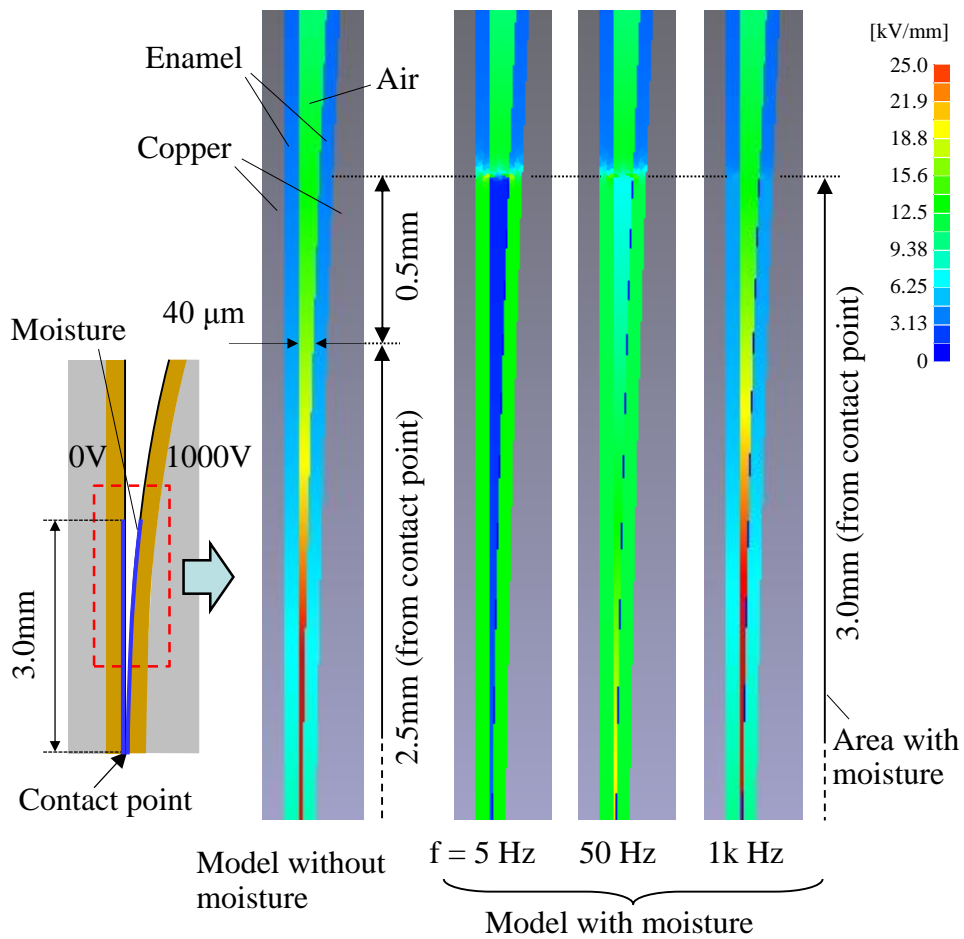 [kV/mm]
Enamel
Air
Copper
25.0
21.9
18.8
15.6
12.5
9.38
6.25
3.13
0
0.5mm
40 μm
Moisture
0V
1000V
3.0mm
2.5mm (from contact point)
3.0mm (from contact point)
Contact point
Area with
moisture
Model without
moisture
f = 5 Hz
50 Hz
1k Hz
Model with moisture